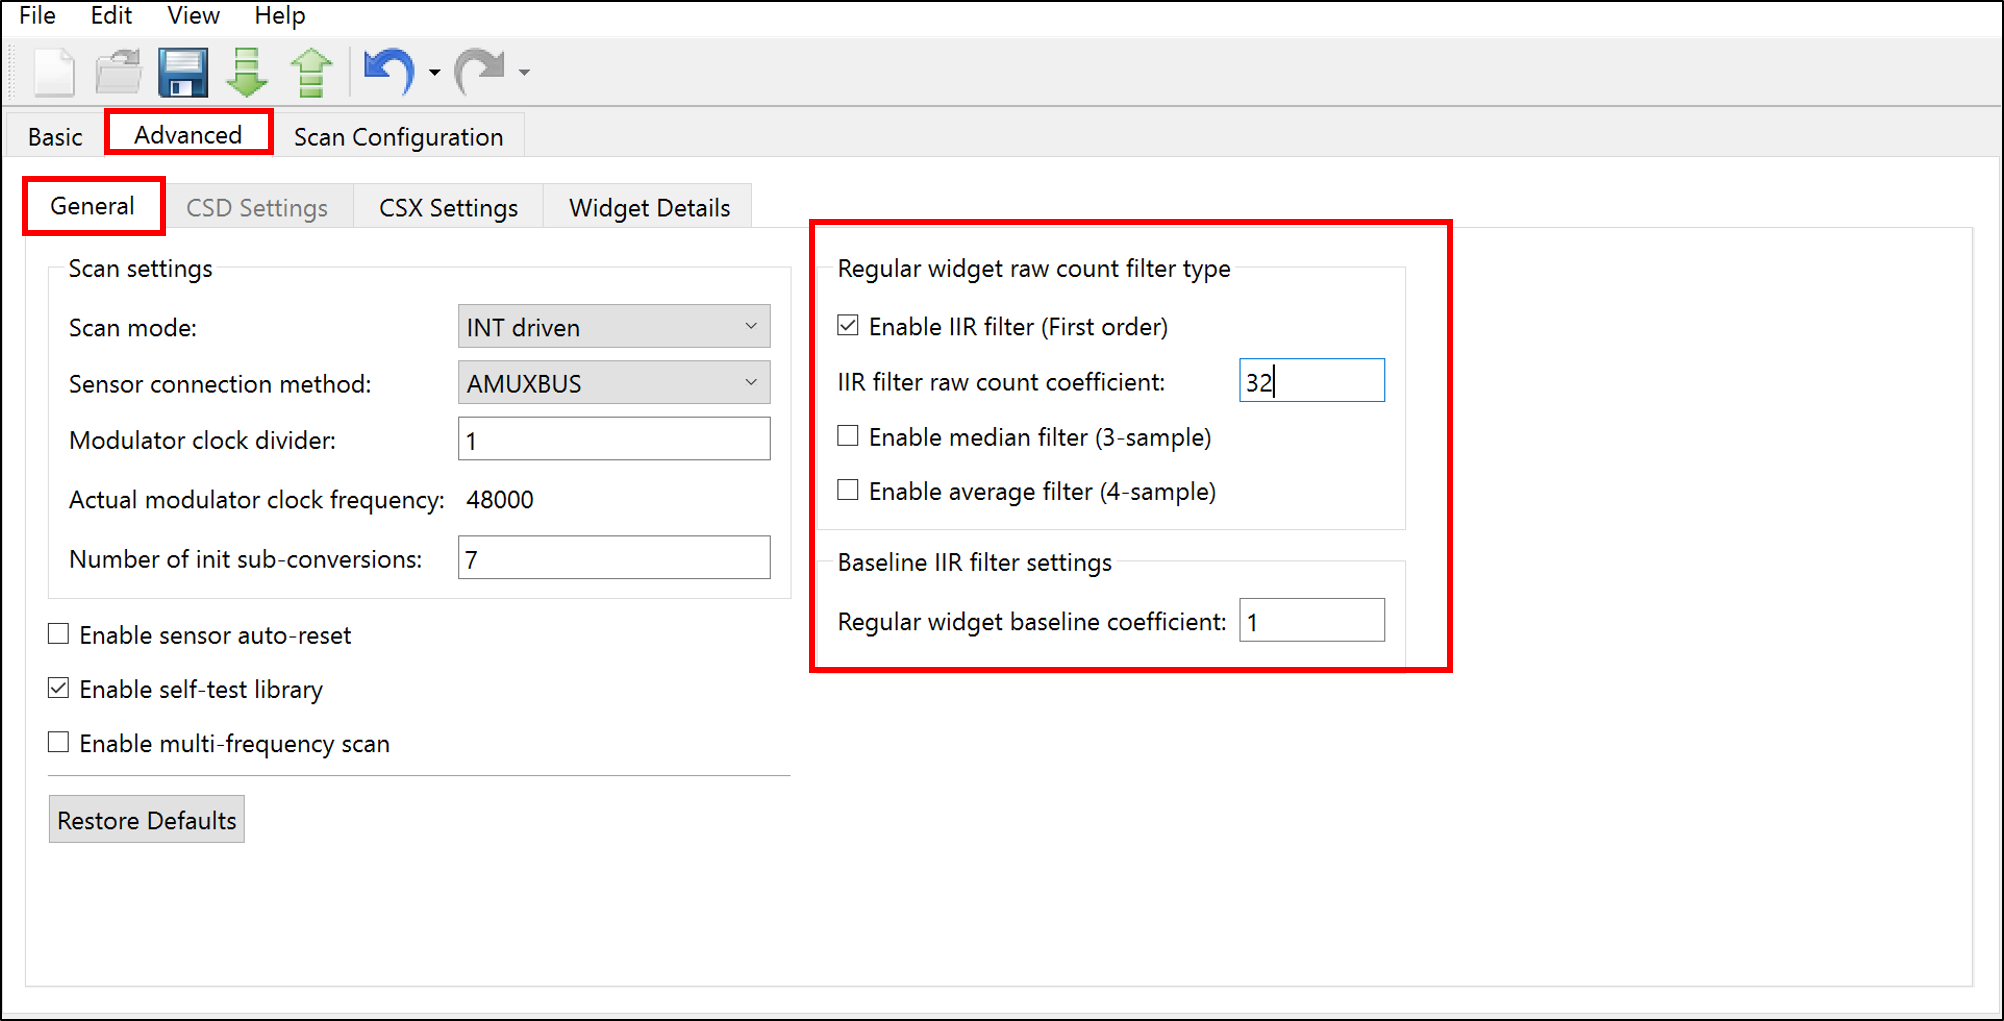 File Edit View Help
Basic Advanced Scan Configuration
General CSD Settings CSX Settings Widget Details
Scan settings
Scan mode: INT driven
Sensor connection method: AMUXBUS
Modulator clock divider: 1
Actual modulator clock frequency: 48000
Number of init sub-conversions: 7
Enable sensor auto-reset
Enable self-test library
Enable multi-frequency scan
Restore Defaults
Regular widget raw count filter type
Enable IIR filter (First order)
IIR filter raw count coefficient: 32
Enable median filter (3-sample)
Enable average filter (4-sample)
Baseline IIR filter settings
Regular widget baseline coefficient: 1